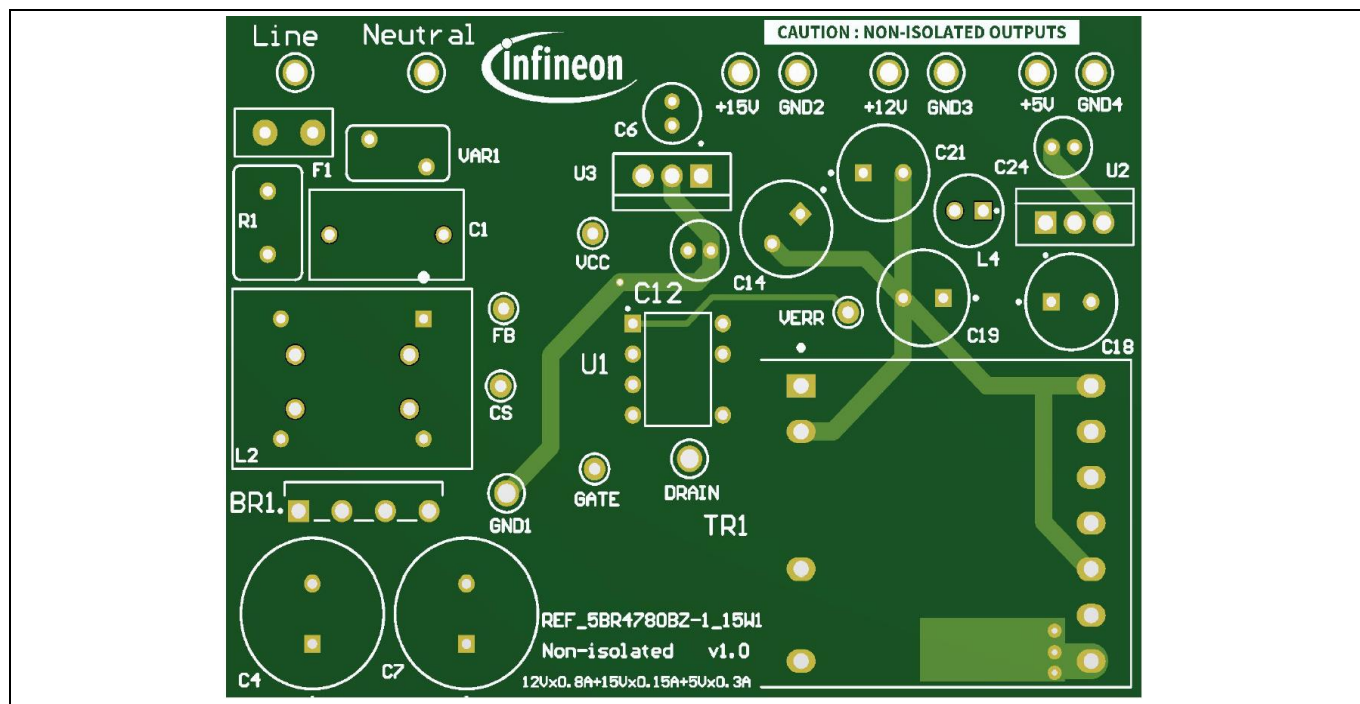 Line
Neutral
infineon
CAUTION : NON-ISOLATED OUTPUTS
+15V
GND2
+12V
GND3
+5V
GND4
C6
F1
VAR1
U3
C21
C24
U2
R1
C1
VCC
C14
L4
C12
FB
VERR
C19
C18
U1
CS
L2
BR1.
GND1
GATE
DRAIN
TR1
REF_5BR4780BZ-1_15W1
Non-isolated v1.0
12Vx0.8A+15Vx0.15A+5Vx0.3A
C4
C7